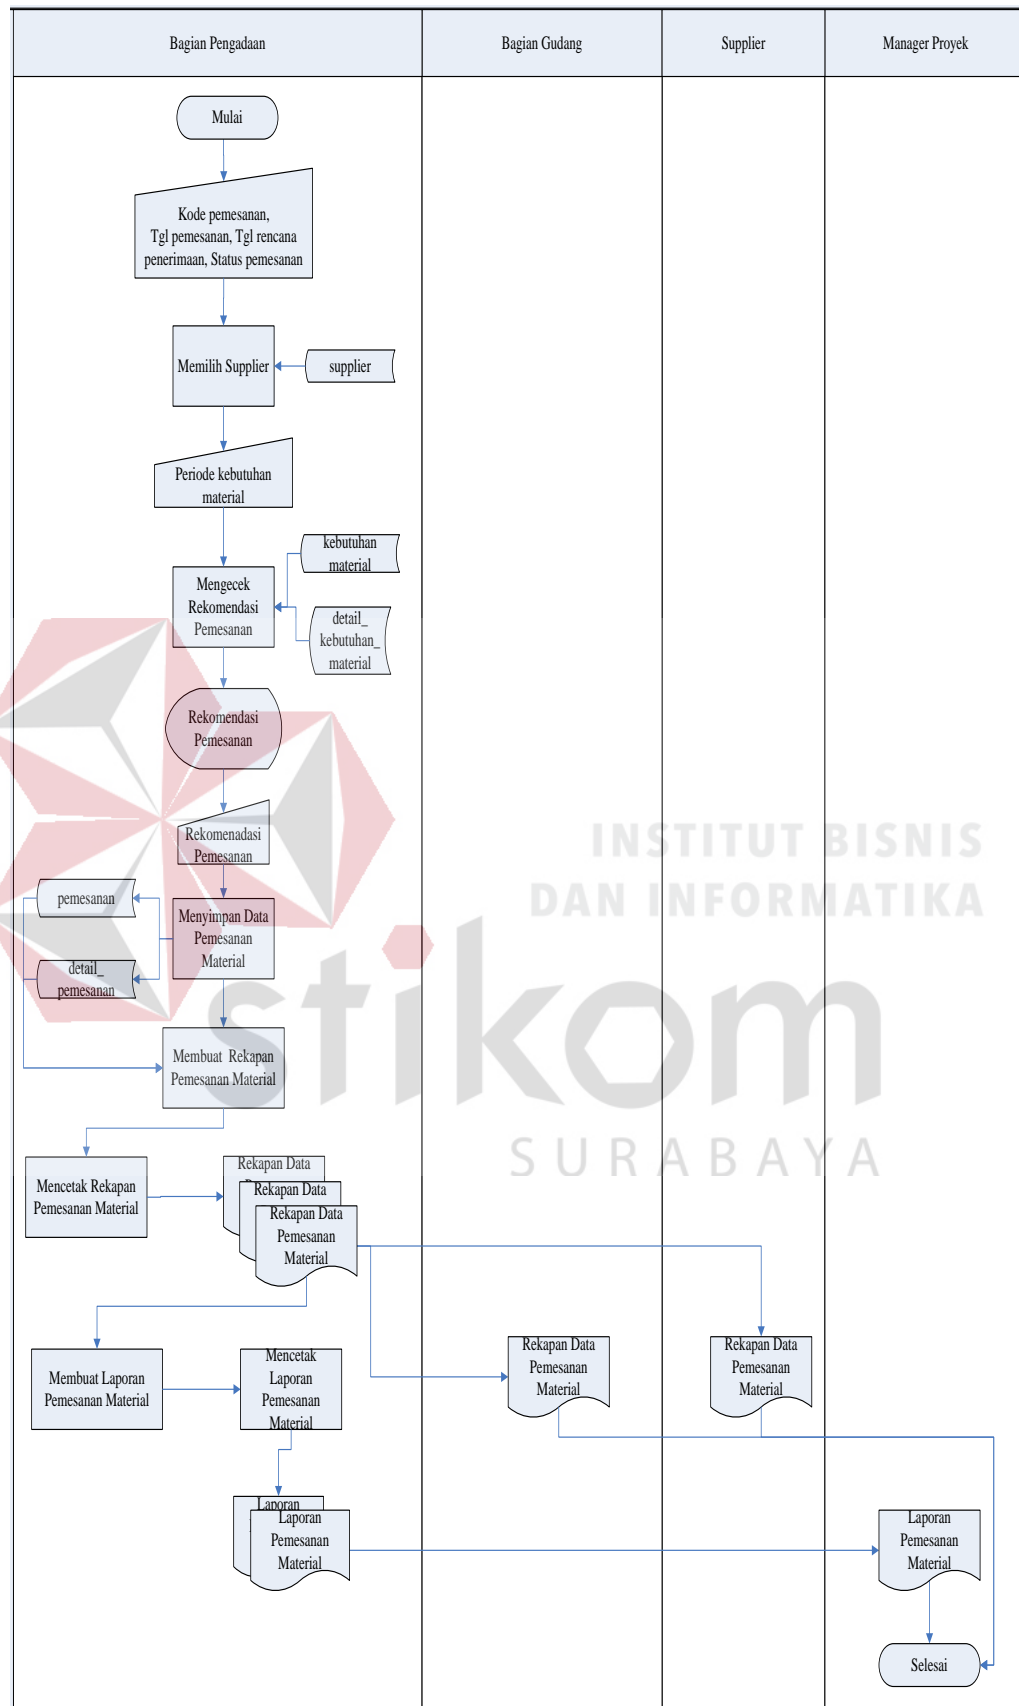 Bagian Pengadaan
Bagian Gudang
Supplier
Manager Proyek
Mulai
Kode pemesanan,
Tgl pemesanan, Tgl rencana
penerimaan, Status pemesanan
Memilih Supplier
supplier
Periode kebutuhan
material
kebutuhan
material
Mengecek
Rekomendasi
Pemesanan
detail_
kebutuhan_
material
Rekomendasi
Pemesanan
Rekomenadasi
Pemesanan
INSTITUT BISNIS
DAN INFORMATIKA
stikom
SURABAYA
pemesanan
Menyimpan Data
Pemesanan
Material
detail_
pemesanan
Membuat Rekapan
Pemesanan Material
Mencetak Rekapan
Pemesanan Material
Rekapan Data
Rekapan Data
Rekapan Data
Pemesanan
Material
Membuat Laporan
Pemesanan Material
Mencetak
Laporan
Pemesanan
Material
Rekapan Data
Pemesanan
Material
Rekapan Data
Pemesanan
Material
Laporan
Laporan
Pemesanan
Material
Laporan
Pemesanan
Material
Selesai